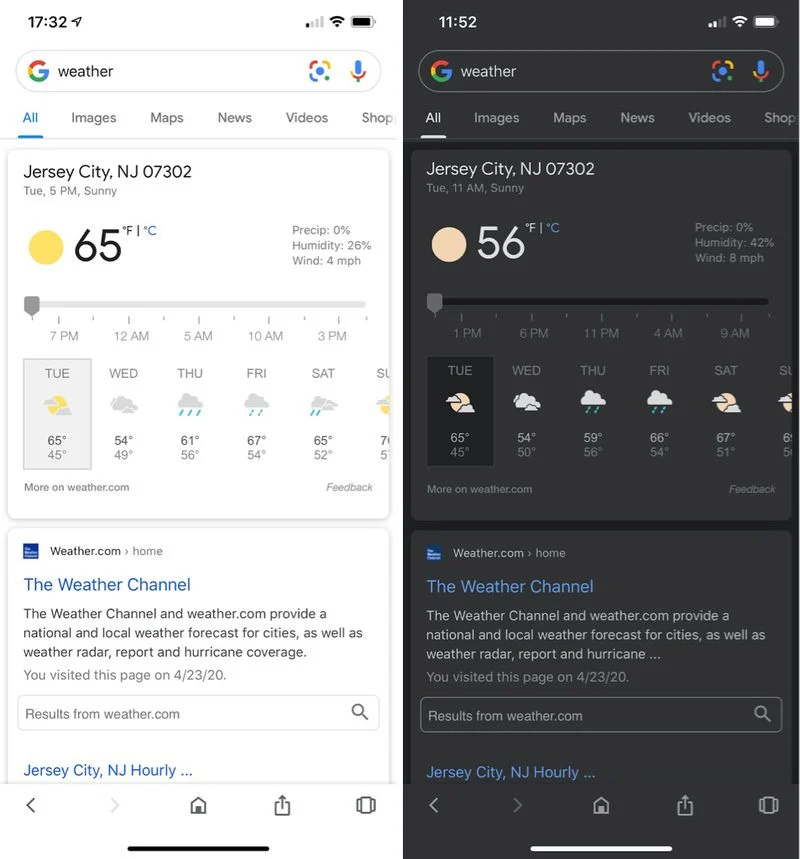 17:32
weather
All Images Maps News Videos Shop
Jersey City, NJ 07302
Tue, 5 PM, Sunny
65 °F | °C
Precip: 0%
Humidity: 26%
Wind: 4 mph
7 PM 12 AM 5 AM 10 AM 3 PM
TUE WED THU FRI SAT SU
65° 54° 61° 67° 65° 7
45° 49° 56° 54° 52° 5
More on weather.com Feedback
The Weather Channel
Weather.com › home
The Weather Channel
The Weather Channel and weather.com provide a
national and local weather forecast for cities, as well as
weather radar, report and hurricane coverage.
You visited this page on 4/23/20.
Results from weather.com
Jersey City, NJ Hourly ...
11:52
weather
All Images Maps News Videos Shop
Jersey City, NJ 07302
Tue, 11 AM, Sunny
56 °F | °C
Precip: 0%
Humidity: 42%
Wind: 8 mph
1 PM 6 PM 11 PM 4 AM 9 AM
TUE WED THU FRI SAT SU
65° 54° 59° 66° 67° 6
45° 50° 56° 54° 51° 5
More on weather.com Feedback
The Weather Channel
Weather.com › home
The Weather Channel
The Weather Channel and weather.com provide a
national and local weather forecast for cities, as well as
weather radar, report and hurricane ...
You visited this page on 4/23/20.
Results from weather.com
Jersey City, NJ Hourly ...